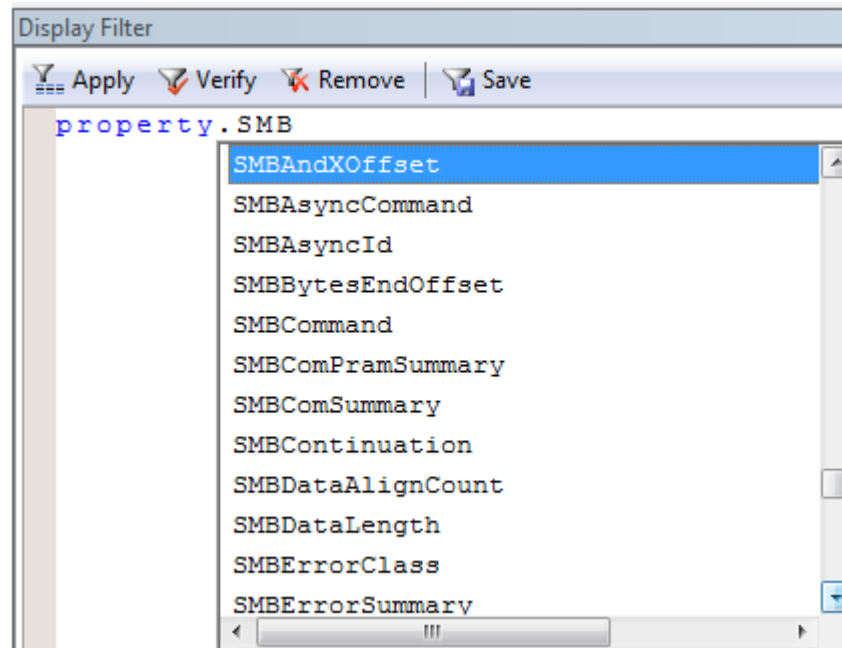 Display Filter
Apply Verify Remove Save
property.SMB
SMBAndXOffset
SMBAsyncCommand
SMBAsyncId
SMBBytesEndOffset
SMBCommand
SMBComPramSummary
SMBComSummary
SMBContinuation
SMBDataAlignCount
SMBDataLength
SMBErrorClass
SMBErrorSummary